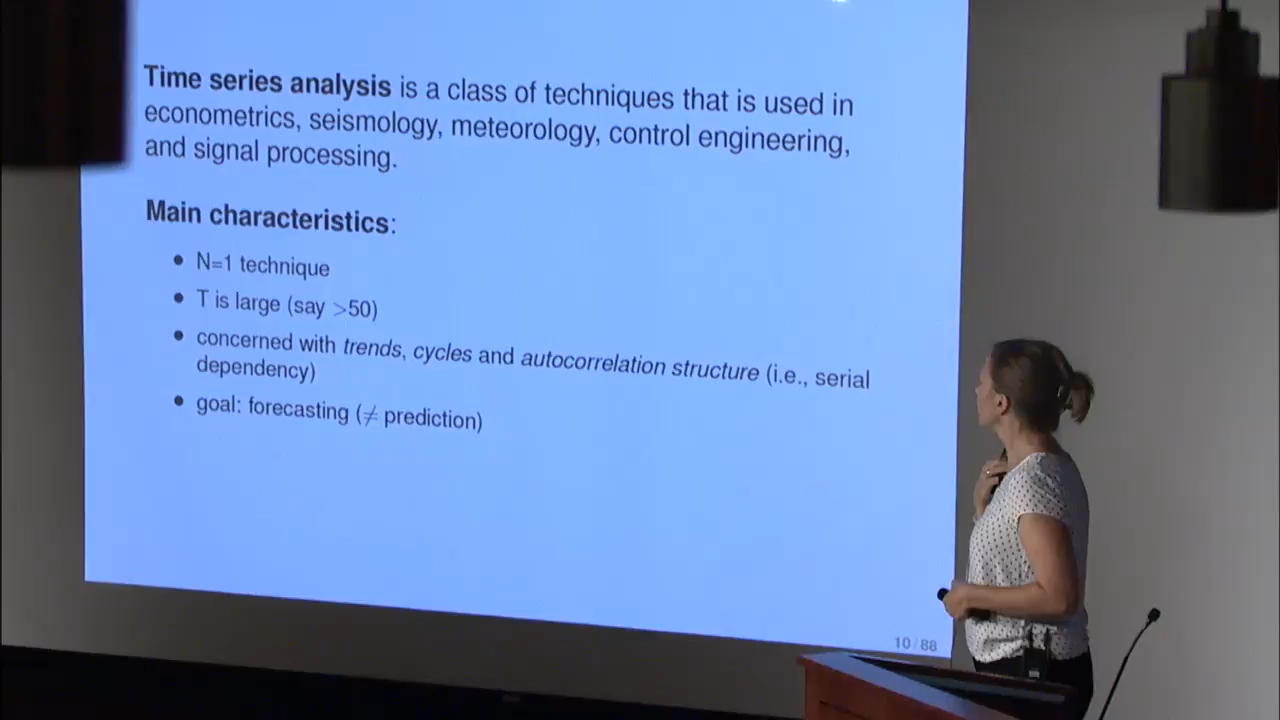 Time series analysis is a class of techniques that is used in
econometrics, seismology, meteorology, control engineering,
and signal processing.
Main characteristics:
• N=1 technique
• T is large (say >50)
• concerned with trends, cycles and autocorrelation structure (i.e., serial
dependency)
• goal: forecasting (≠ prediction)
10 / 88